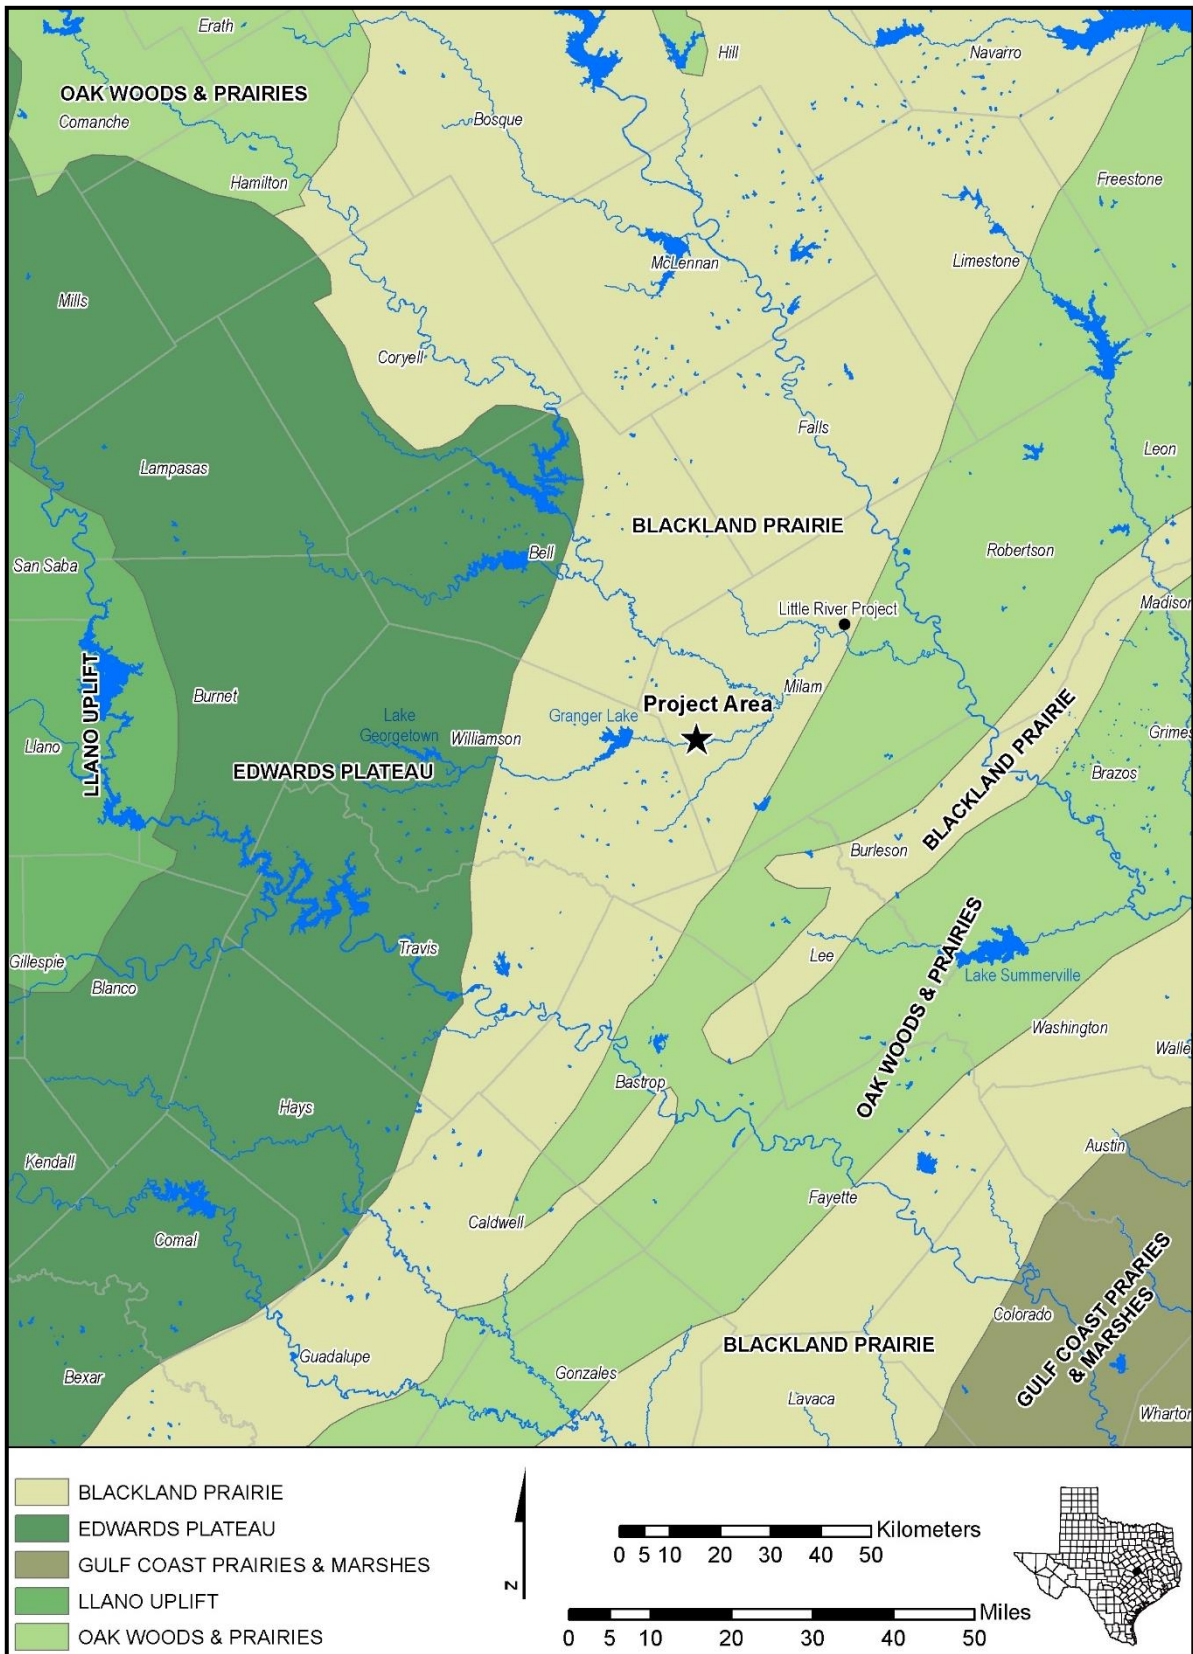 Erath
Hill
Navarro
OAK WOODS & PRAIRIES
Comanche
Bosque
Hamilton
Freestone
McLennan
Limestone
Mills
Coryell
Falls
Leon
Lampasas
BLACKLAND PRAIRIE
Robertson
Bell
San Saba
Madison
Little River Project
LLANO UPLIFT
Burnet
Milam
Project Area
BLACKLAND PRAIRIE
Lake
Georgetown
Williamson
Granger Lake
Llano
Grimes
EDWARDS PLATEAU
Brazos
Burleson
OAK WOODS & PRAIRIES
Travis
Lee
Gillespie
Blanco
Lake Summerville
Washington
Walle
Bastrop
Hays
Austin
Kendall
Fayette
Caldwell
Comal
GULF COAST PRARIES
& MARSHES
Colorado
BLACKLAND PRAIRIE
Guadalupe
Gonzales
Bexar
Lavaca
Wharton
BLACKLAND PRAIRIE
EDWARDS PLATEAU
GULF COAST PRAIRIES & MARSHES
LLANO UPLIFT
OAK WOODS & PRAIRIES
N
Kilometers
0 5 10 20 30 40 50
Miles
0 5 10 20 30 40 50